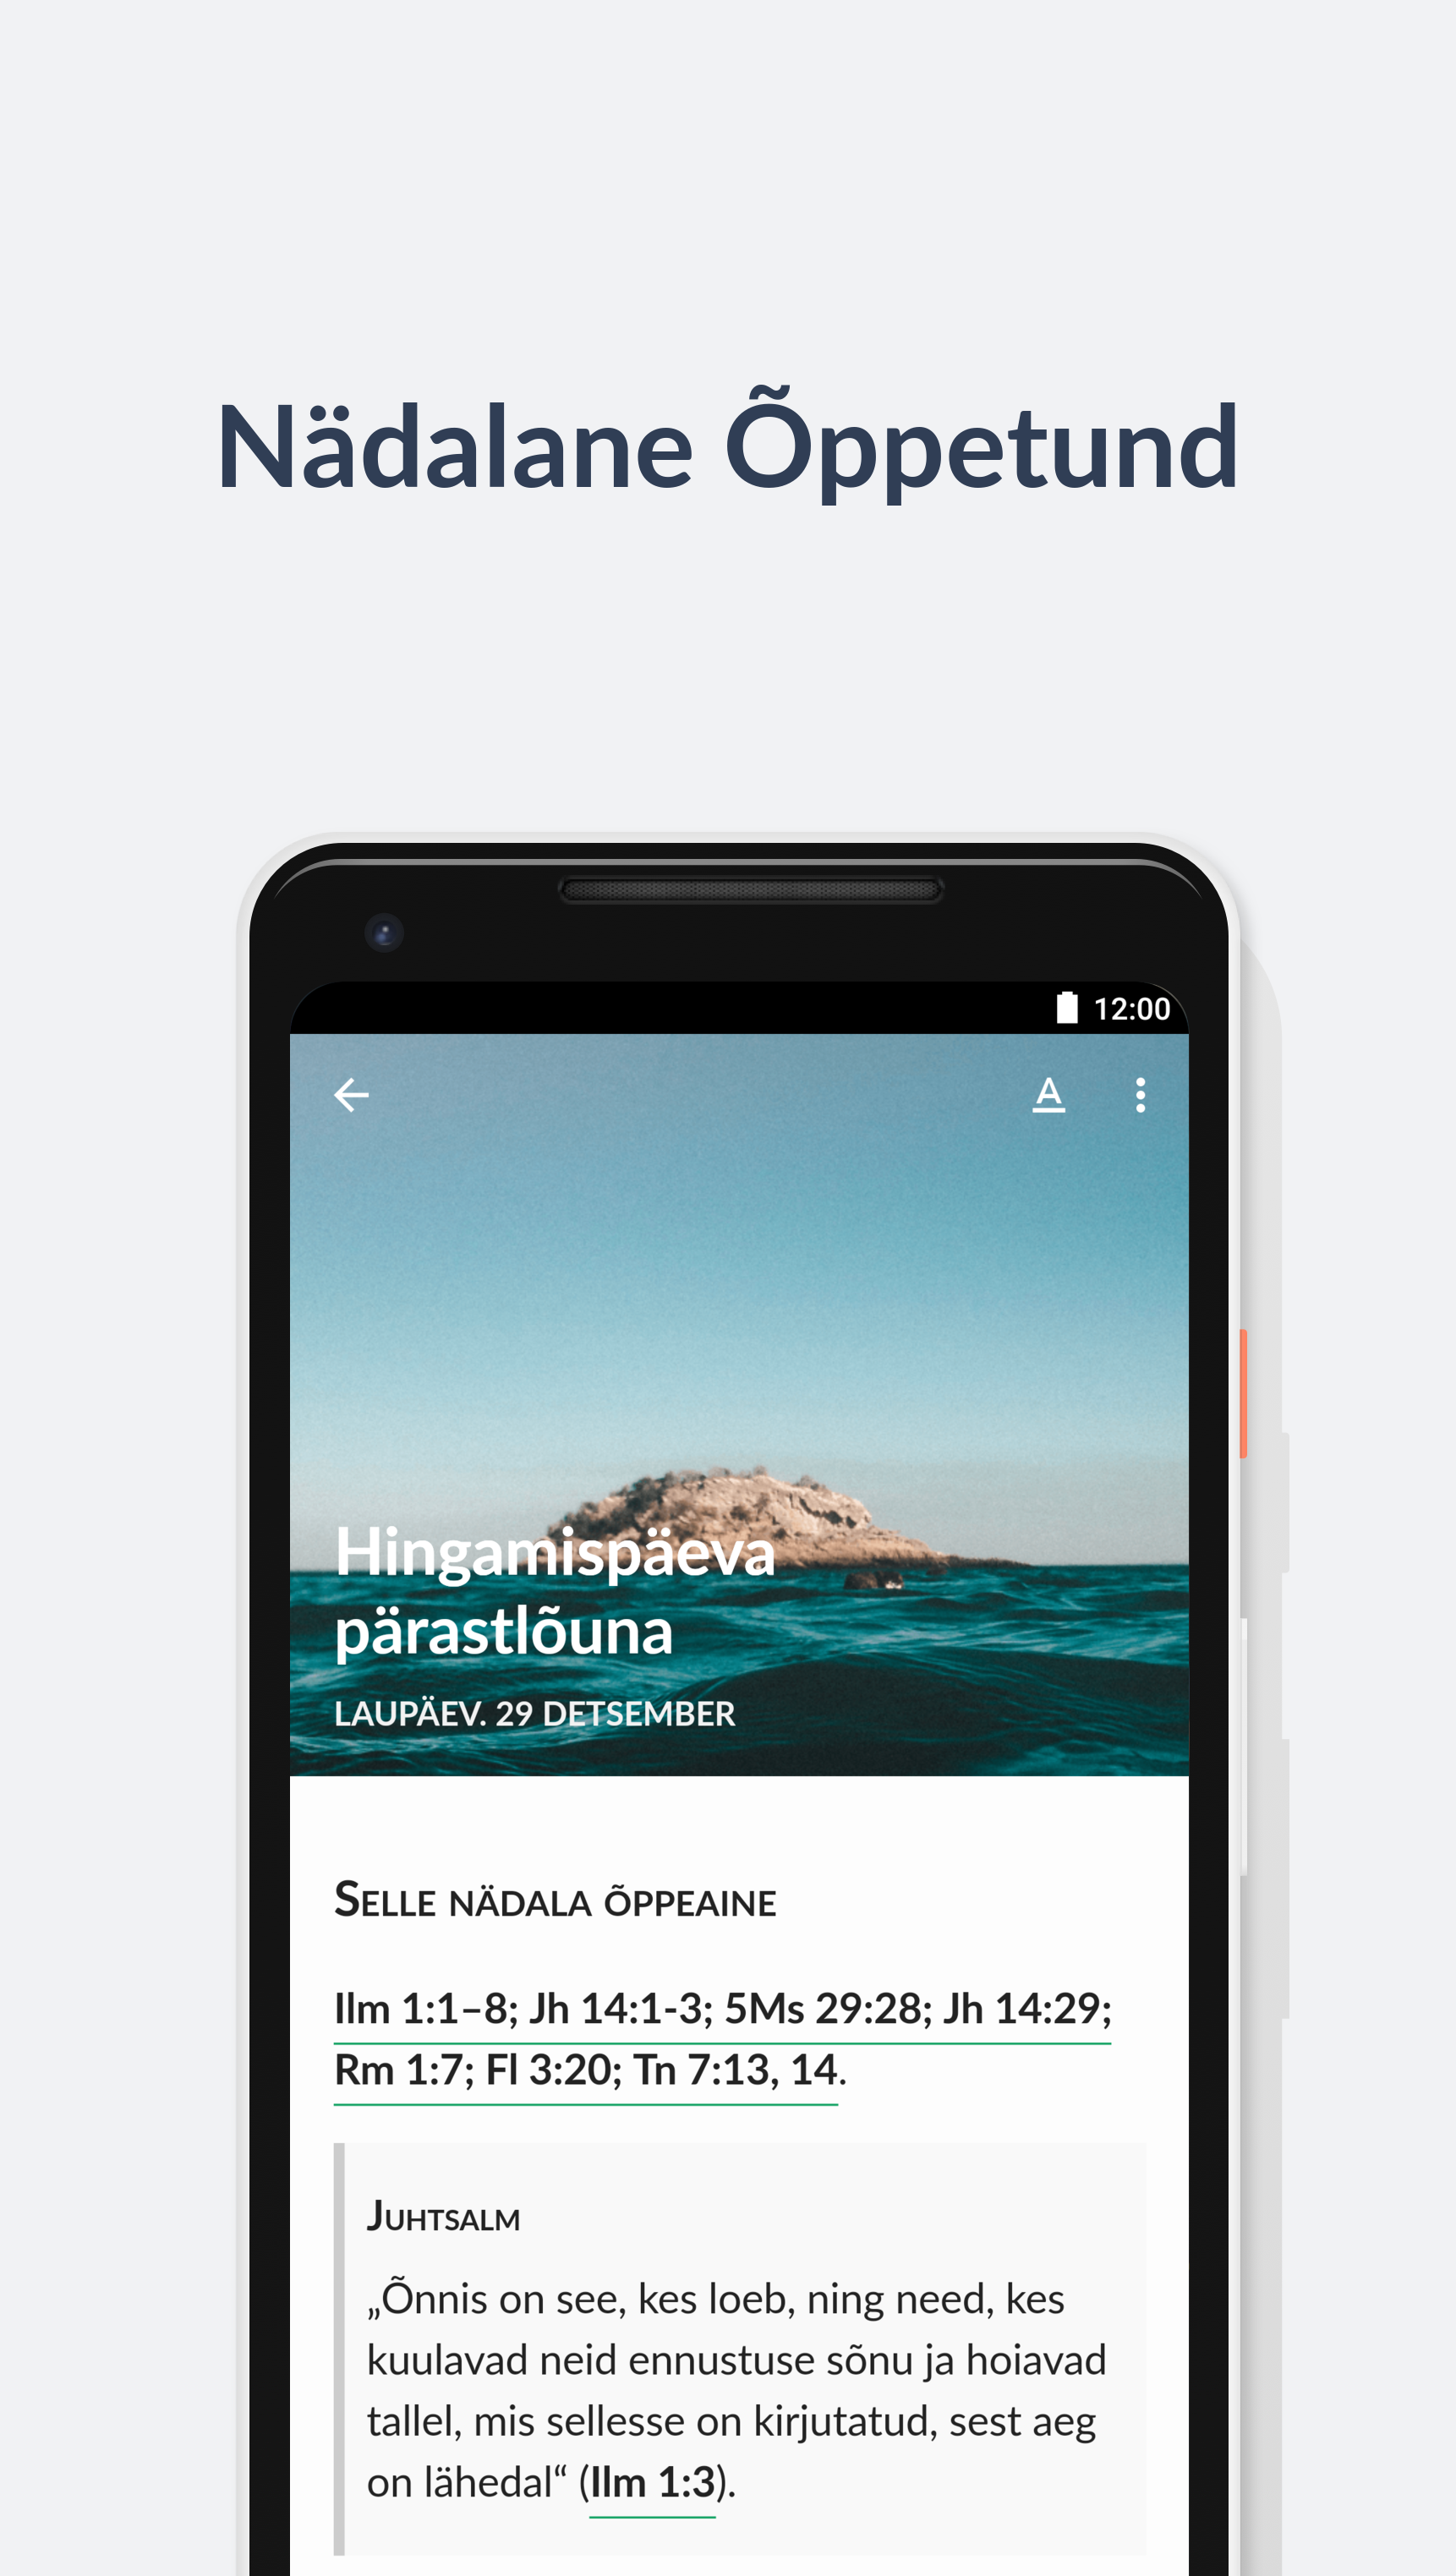 Nädalane Õppetund
12:00
A
Hingamispäeva
pärastlõuna
LAUPÄEV. 29 DETSEMBER
Selle nädala õppeaine
Ilm 1:1–8; Jh 14:1-3; 5Ms 29:28; Jh 14:29;
Rm 1:7; Fl 3:20; Tn 7:13, 14.
Juhtsalm
„Õnnis on see, kes loeb, ning need, kes
kuulavad neid ennustuse sõnu ja hoiavad
tallel, mis sellesse on kirjutatud, sest aeg
on lähedal“ (Ilm 1:3).